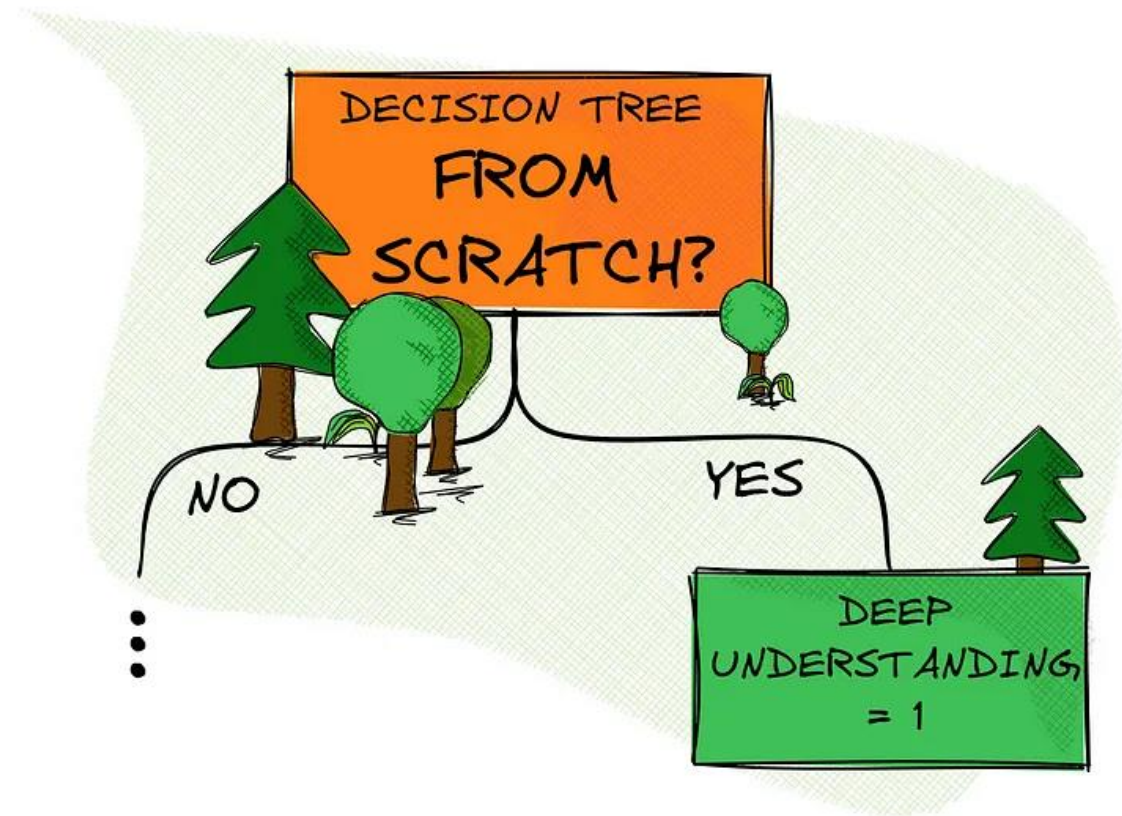 DECISION TREE
FROM
SCRATCH?
NO
YES
DEEP
UNDERSTANDING
= 1